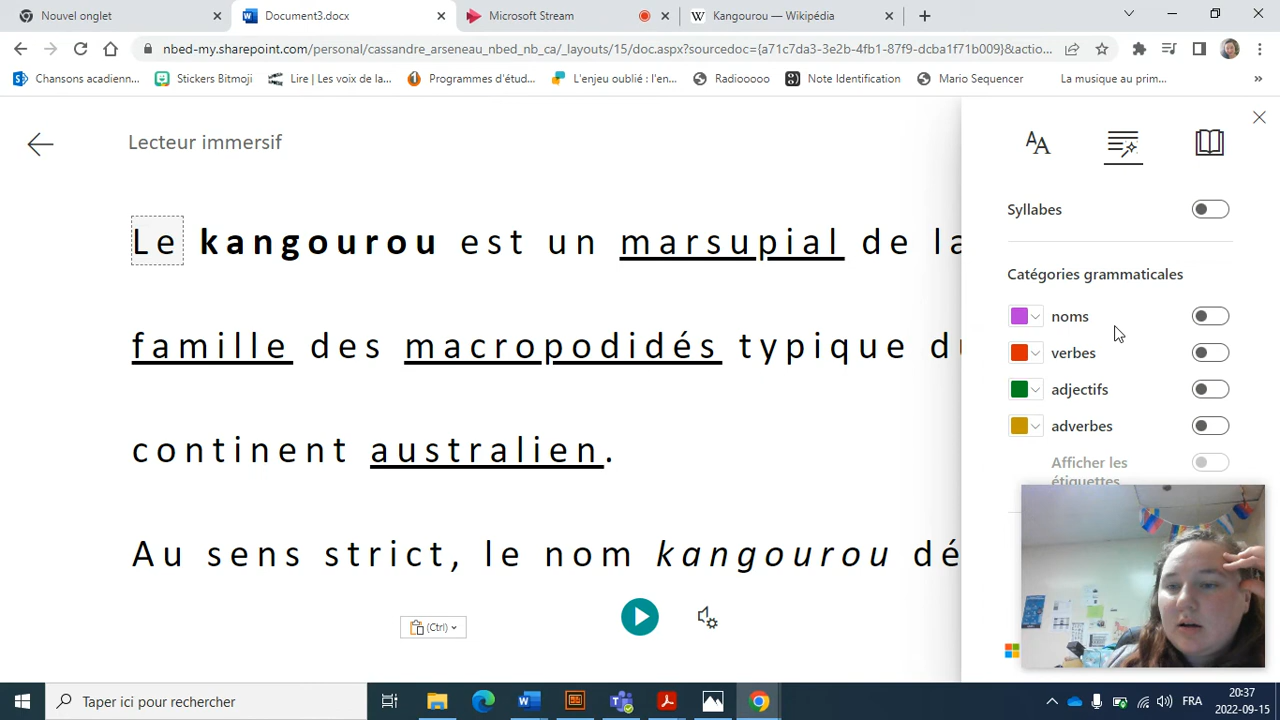 Nouvel onglet
Document3.docx
Microsoft Stream
Kangourou — Wikipédia
nbed-my.sharepoint.com/personal/cassandre_arseneau_nbed_nb_ca/_layouts/15/doc.aspx?sourcedoc={a71c7da3-3e2b-4fb1-87f9-dcba1f71b009}&actio...
Chansons acadienn...
Stickers Bitmoji
Lire | Les voix de la...
Programmes d'étud...
L'enjeu oublié : l'en...
Radiooooo
Note Identification
Mario Sequencer
La musique au prim...
»
Lecteur immersif
Le kangourou est un marsupial de la
famille des macropodidés typique du
continent australien.
Au sens strict, le nom kangourou dé
(Ctrl)
Syllabes
Catégories grammaticales
noms
verbes
adjectifs
adverbes
Afficher les
étiquettes
Taper ici pour rechercher
FRA
20:37
2022-09-15